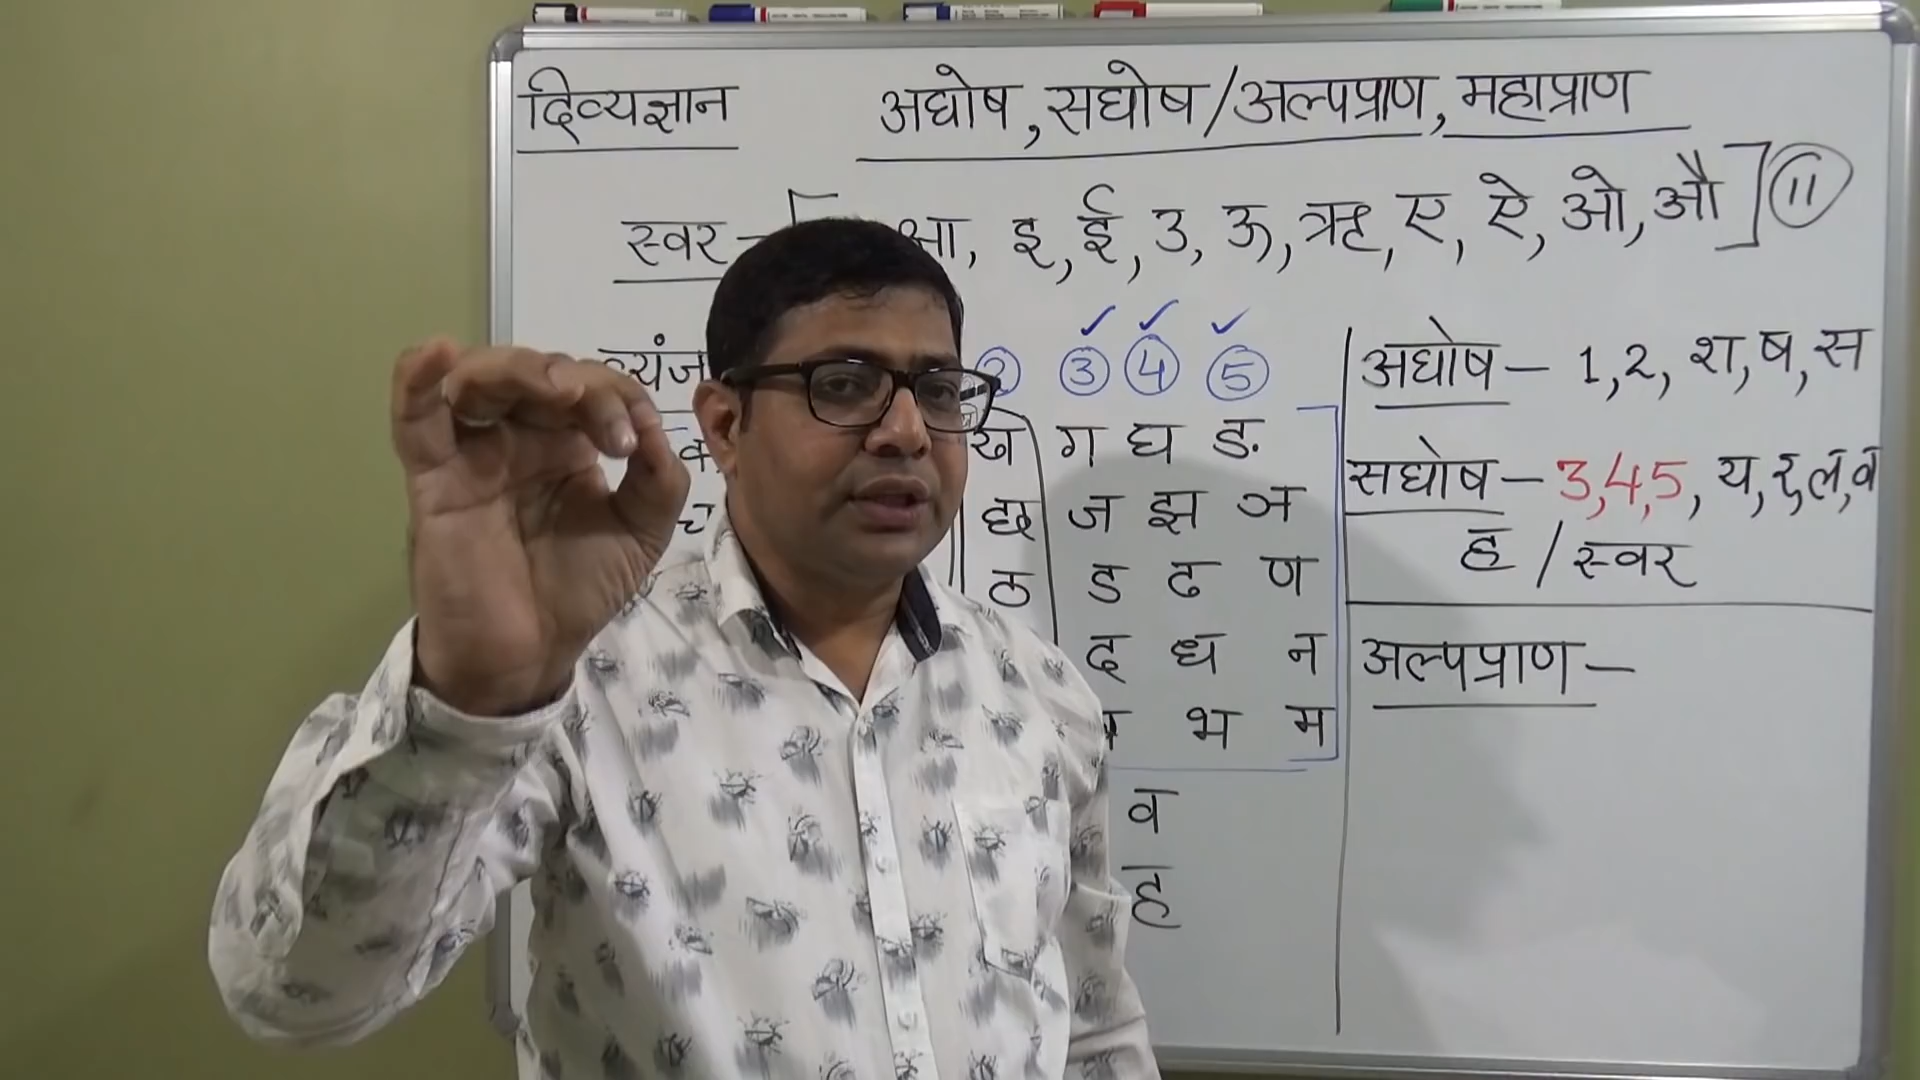 दिव्यज्ञान
अघोष, सघोष/अल्पप्राण, महाप्राण
स्वर – [ आ, इ, ई, उ, ऊ, ऋ, ए, ऐ, ओ, औ ] 11
② ③ ④ ⑤
ख ग घ ङ
छ ज झ ञ
ठ ड ढ ण
द ध न
भ म
व
ह
अघोष – 1, 2, श, ष, स
सघोष – 3,4,5, य, र, ल, व
ह / स्वर
अल्पप्राण –